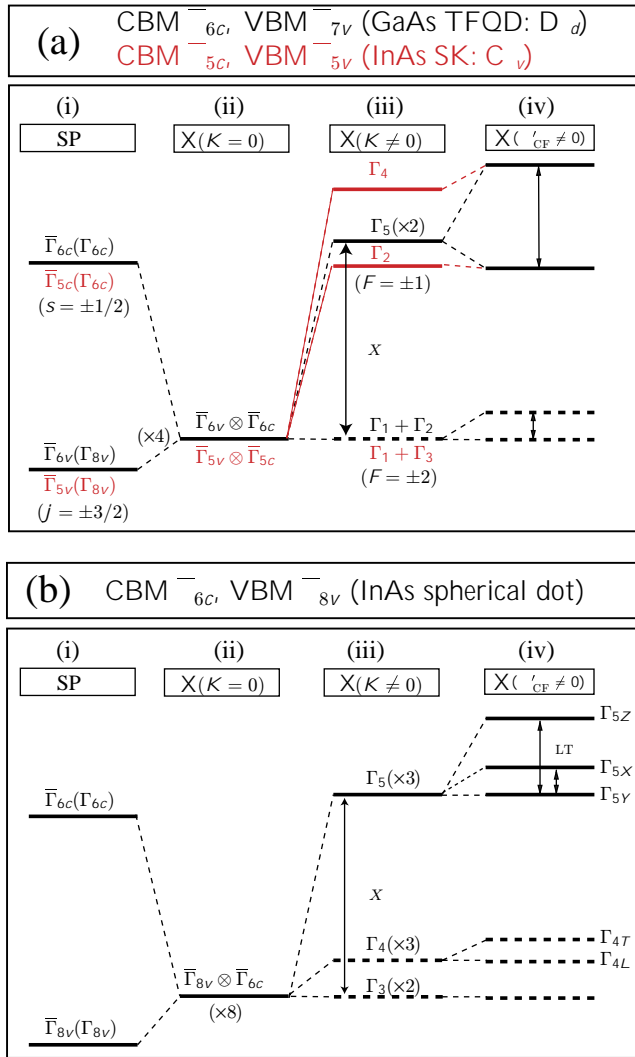 (a)
CBM ‾6c, VBM ‾7v (GaAs TFQD: D d)
CBM ‾5c, VBM ‾5v (InAs SK: C v)
(i) (ii) (iii) (iv)
SP X(K = 0) X(K ≠ 0) X( ′CF ≠ 0)
Γ4
Γ5(×2)
Γ̅6c(Γ6c) Γ2
Γ̅5c(Γ6c) (F = ±1)
(s = ±1/2)
X
(×4) Γ̅6v ⊗ Γ̅6c Γ1 + Γ2
Γ̅6v(Γ8v) Γ̅5v ⊗ Γ̅5c Γ1 + Γ3
Γ̅5v(Γ8v) (F = ±2)
(j = ±3/2)
(b) CBM ‾6c, VBM ‾8v (InAs spherical dot)
(i) (ii) (iii) (iv)
SP X(K = 0) X(K ≠ 0) X( ′CF ≠ 0)
Γ5Z
LT
Γ5(×3) Γ5X
Γ̅6c(Γ6c) Γ5Y
X
Γ4(×3) Γ4T
Γ̅8v ⊗ Γ̅6c Γ4L
(×8) Γ3(×2)
Γ̅8v(Γ8v)